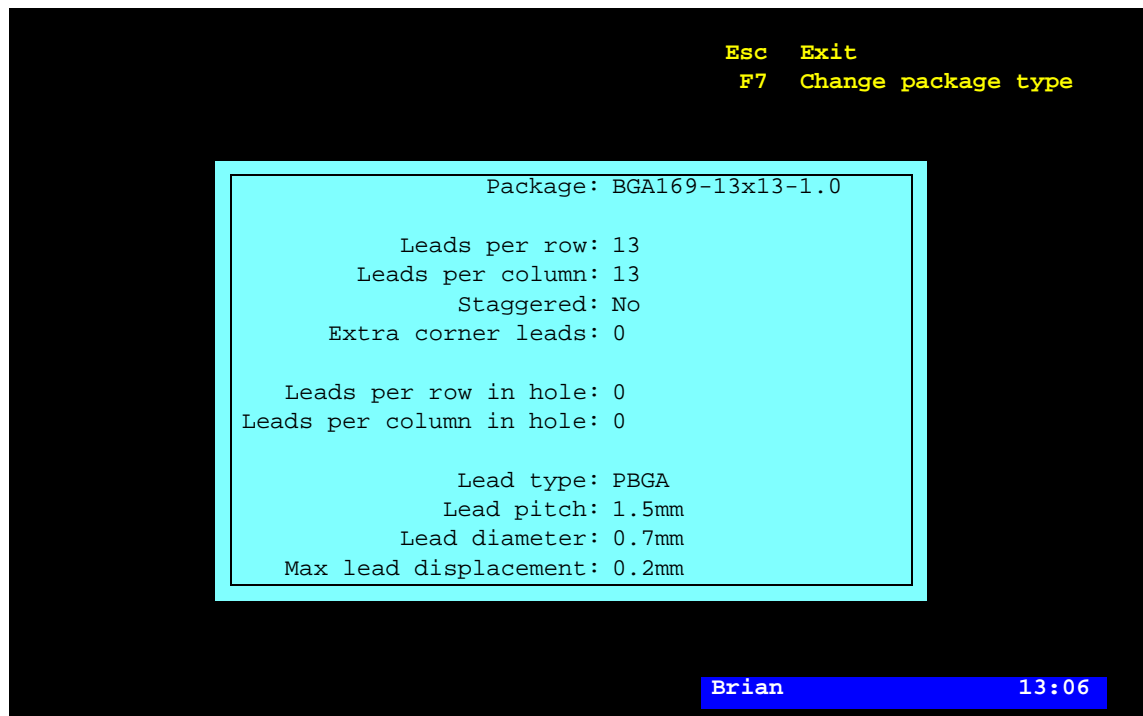 Esc Exit
F7 Change package type
Package: BGA169-13x13-1.0
Leads per row: 13
Leads per column: 13
Staggered: No
Extra corner leads: 0
Leads per row in hole: 0
Leads per column in hole: 0
Lead type: PBGA
Lead pitch: 1.5mm
Lead diameter: 0.7mm
Max lead displacement: 0.2mm
Brian 13:06